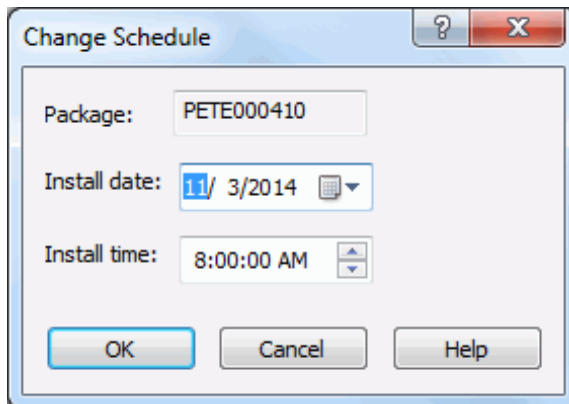 Change Schedule
Package: PETE000410
Install date: 11/ 3/2014
Install time: 8:00:00 AM
OK Cancel Help